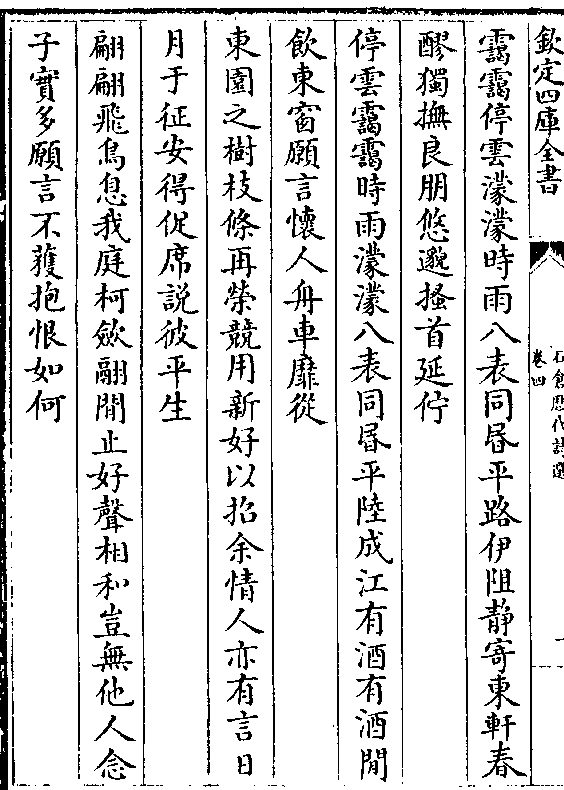 欽定四庫全書
石倉歷代詩選
卷四
靄靄停雲濛濛時雨八表同昏平路伊阻靜寄東軒春
醪獨撫良朋悠邈搔首延佇
停雲靄靄時雨濛濛八表同昏平陸成江有酒有酒閒
飲東窗願言懷人舟車靡從
東園之樹枝條再榮競用新好以招余情人亦有言日
月于征安得促席說彼平生
翩翩飛鳥息我庭柯斂翮閒止好聲相和豈無他人念
子實多願言不獲抱恨如何